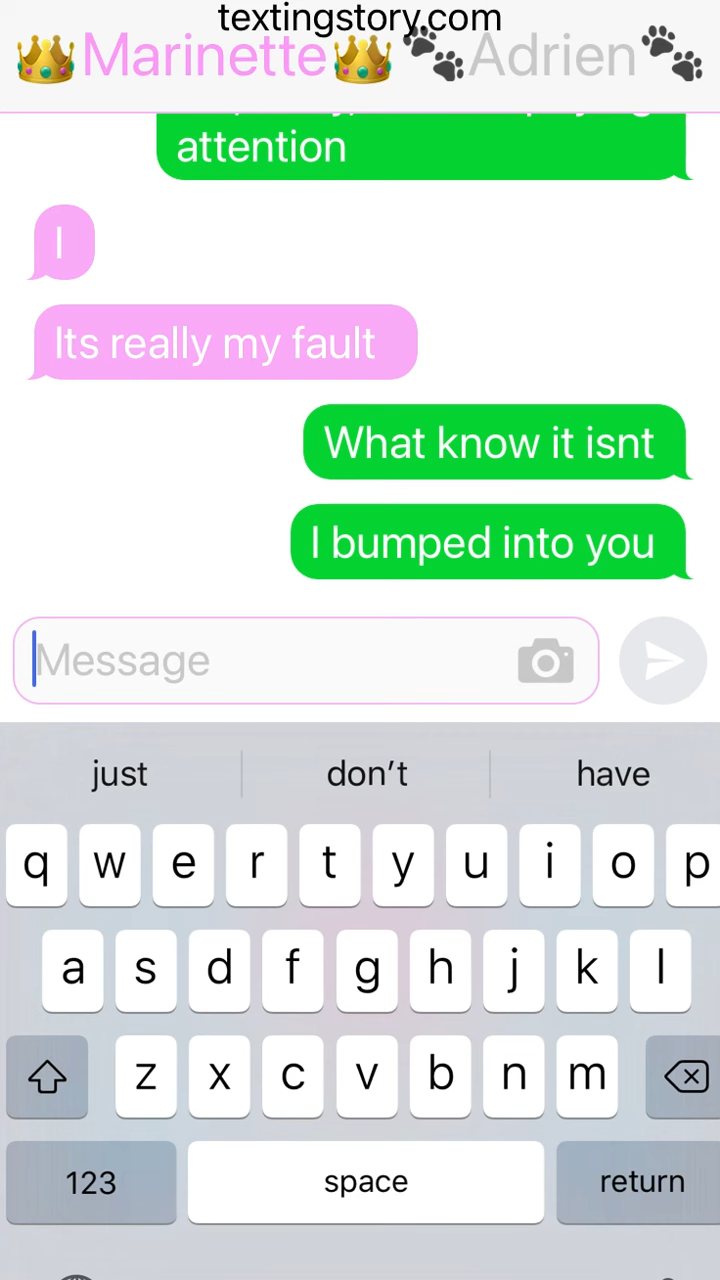 textingstory.com
👑Marinette👑🐾Adrien🐾
attention
I
Its really my fault
What know it isnt
I bumped into you
Message
just don't have
q w e r t y u i o p
a s d f g h j k l
z x c v b n m
123 space return